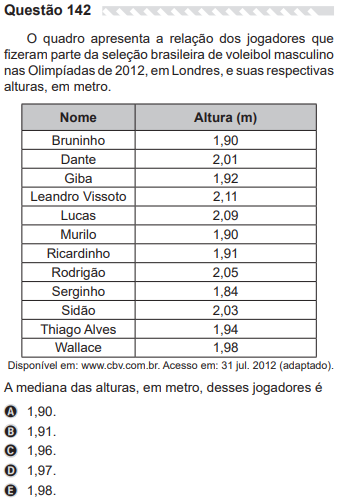 Questão 142
O quadro apresenta a relação dos jogadores que
fizeram parte da seleção brasileira de voleibol masculino
nas Olimpíadas de 2012, em Londres, e suas respectivas
alturas, em metro.
Nome Altura (m)
Bruninho 1,90
Dante 2,01
Giba 1,92
Leandro Vissoto 2,11
Lucas 2,09
Murilo 1,90
Ricardinho 1,91
Rodrigão 2,05
Serginho 1,84
Sidão 2,03
Thiago Alves 1,94
Wallace 1,98
Disponível em: www.cbv.com.br. Acesso em: 31 jul. 2012 (adaptado).
A mediana das alturas, em metro, desses jogadores é
A 1,90.
B 1,91.
C 1,96.
D 1,97.
E 1,98.